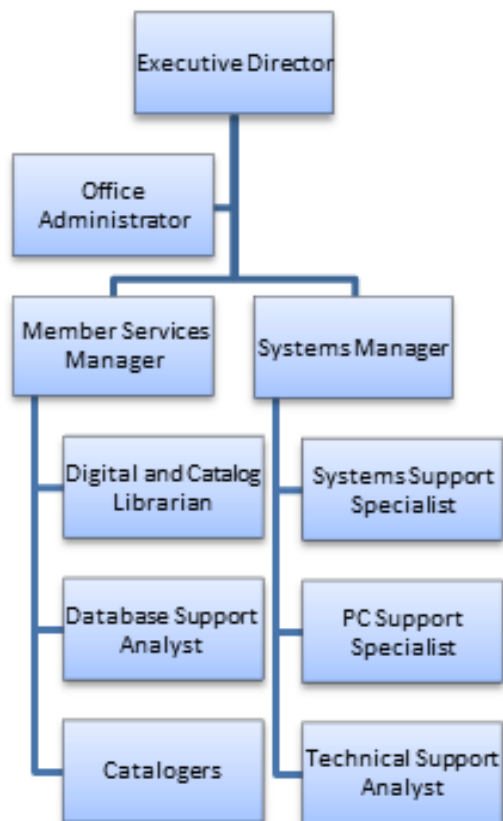 Executive Director
Office
Administrator
Member Services
Manager
Systems Manager
Digital and Catalog
Librarian
Systems Support
Specialist
Database Support
Analyst
PC Support
Specialist
Catalogers
Technical Support
Analyst